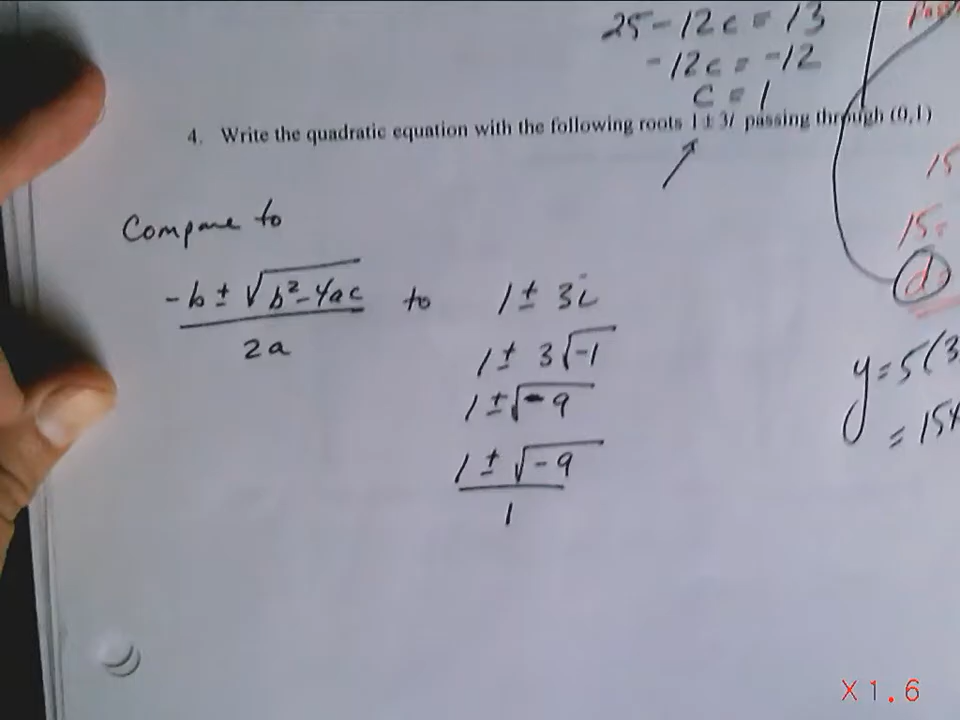 25 - 12c = 13
-12c = -12
c = 1
4. Write the quadratic equation with the following roots 1 ± 3i passing through (0,1)
Compare to
-b ± √b²-4ac
2a
to
1 ± 3i
1 ± 3√-1
1 ± √-9
1 ± √-9
1
15
15=
d=
y = 5(3
= 15x
X1.6